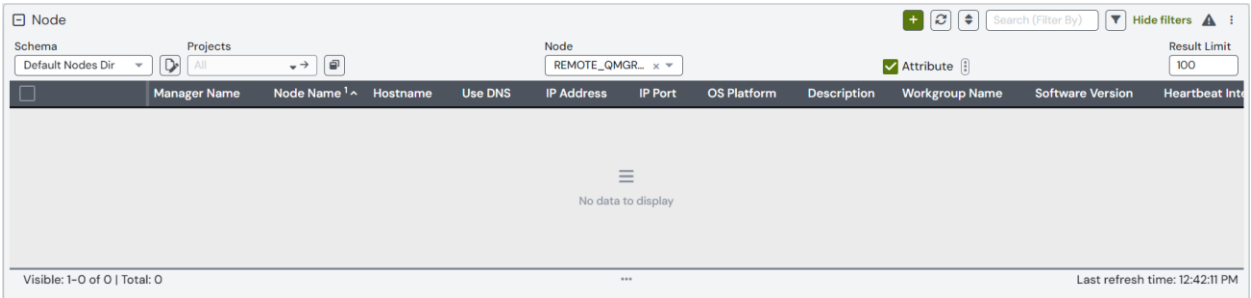 Node
Search (Filter By)
Hide filters
Schema Projects Node Result Limit
Default Nodes Dir All REMOTE_QMGR... Attribute 100
Manager Name Node Name 1 Hostname Use DNS IP Address IP Port OS Platform Description Workgroup Name Software Version Heartbeat Inte
No data to display
Visible: 1-0 of 0 | Total: 0 ... Last refresh time: 12:42:11 PM